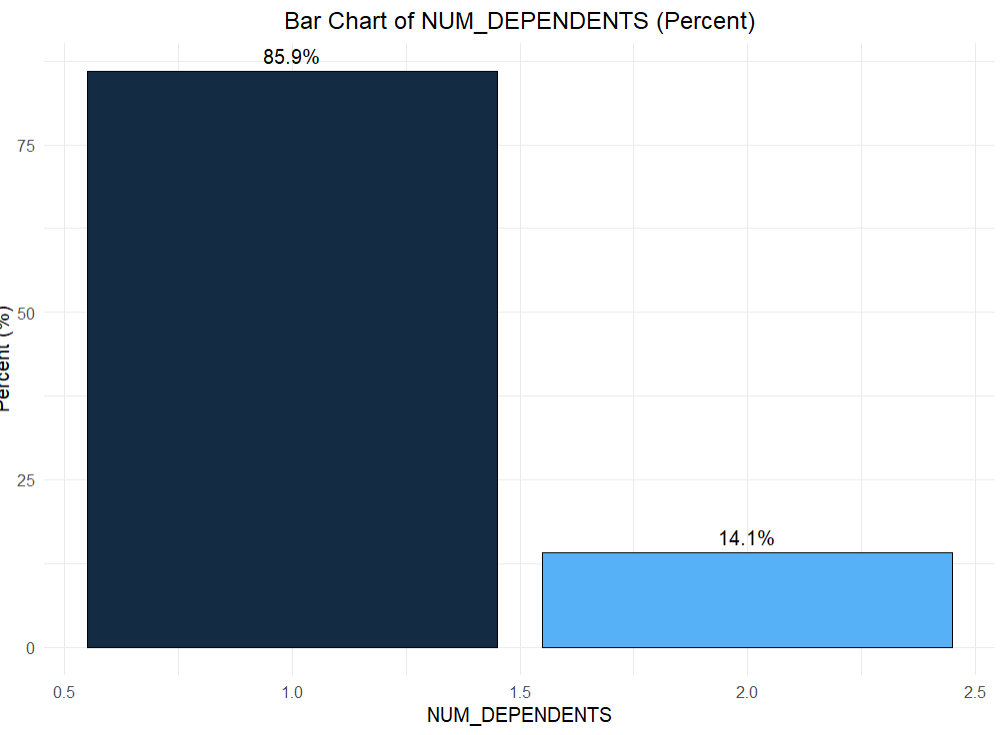 Bar Chart of NUM_DEPENDENTS (Percent)
85.9%
75
50
25
0
Percent (%)
14.1%
0.5 1.0 1.5 2.0 2.5
NUM_DEPENDENTS